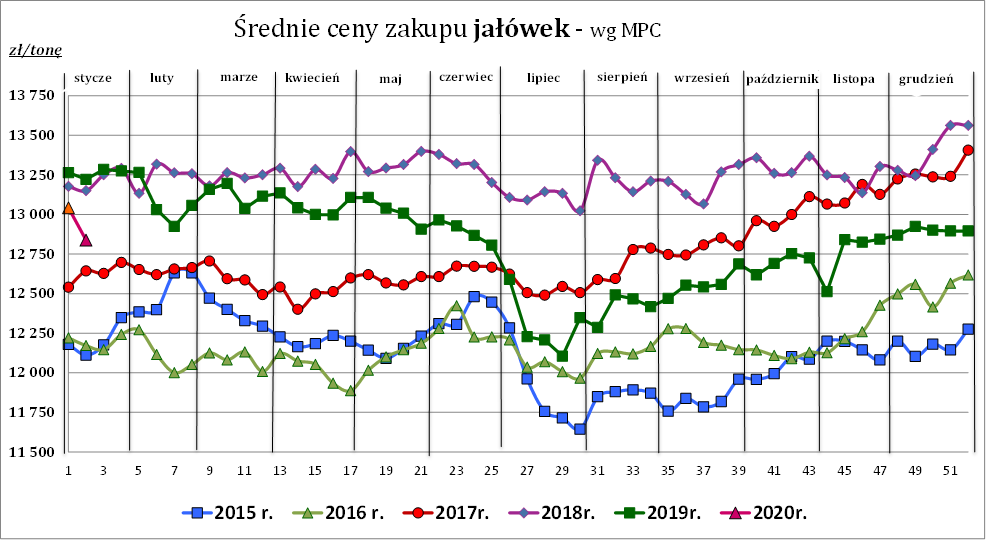 Średnie ceny zakupu jałówek - wg MPC
zł/tonę
stycze luty marze kwiecień maj czerwiec lipiec sierpień wrzesień październik listopa grudzień
13 750
13 500
13 250
13 000
12 750
12 500
12 250
12 000
11 750
11 500
1 3 5 7 9 11 13 15 17 19 21 23 25 27 29 31 33 35 37 39 41 43 45 47 49 51
2015 r. 2016 r. 2017r. 2018r. 2019r. 2020r.